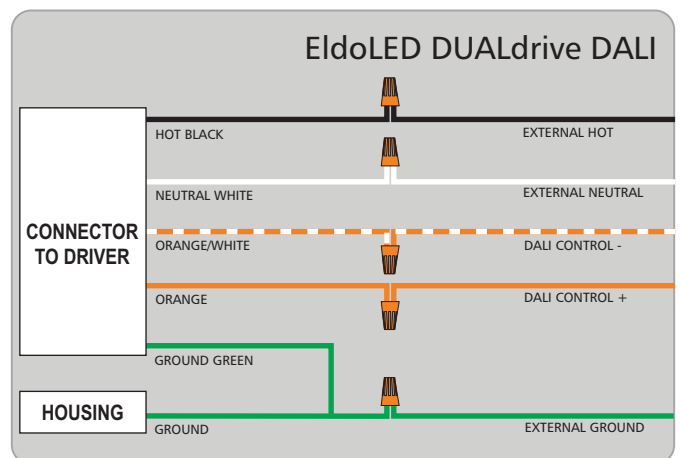 EldoLED DUALdrive DALI
HOT BLACK
EXTERNAL HOT
NEUTRAL WHITE
EXTERNAL NEUTRAL
CONNECTOR
TO DRIVER
ORANGE/WHITE
DALI CONTROL -
ORANGE
DALI CONTROL +
GROUND GREEN
HOUSING
GROUND
EXTERNAL GROUND